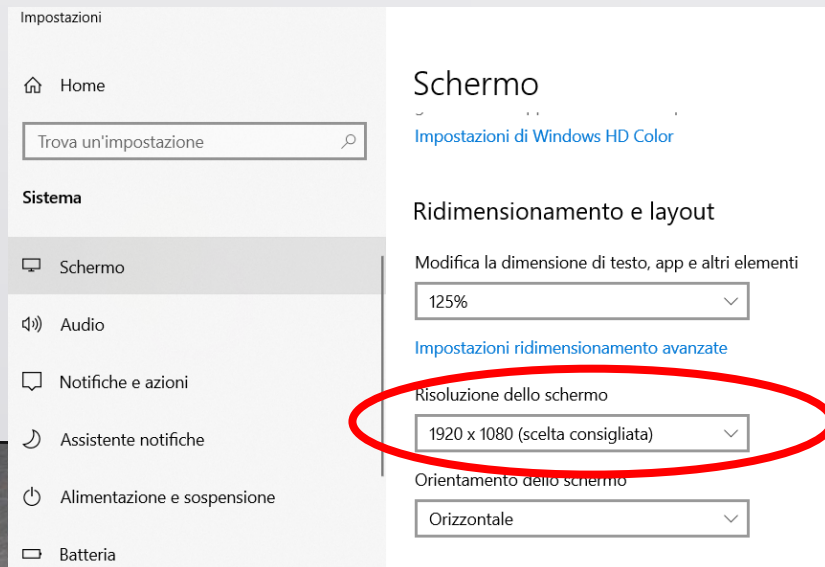 Impostazioni
Home
Trova un'impostazione
Sistema
Schermo
Audio
Notifiche e azioni
Assistente notifiche
Alimentazione e sospensione
Batteria
Schermo
Impostazioni di Windows HD Color
Ridimensionamento e layout
Modifica la dimensione di testo, app e altri elementi
125%
Impostazioni ridimensionamento avanzate
Risoluzione dello schermo
1920 x 1080 (scelta consigliata)
Orientamento dello schermo
Orizzontale